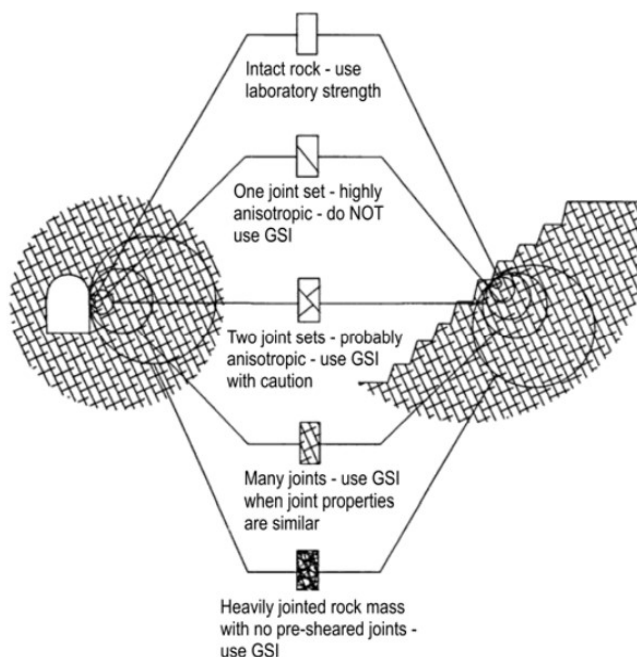 Intact rock - use
laboratory strength
One joint set - highly
anisotropic - do NOT
use GSI
Two joint sets - probably
anisotropic - use GSI
with caution
Many joints - use GSI
when joint properties
are similar
Heavily jointed rock mass
with no pre-sheared joints -
use GSI